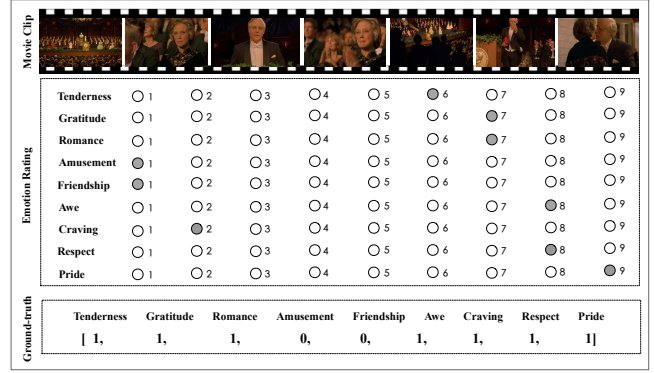 Movie Clip
Emotion Rating
Tenderness 1 2 3 4 5 6 7 8 9
Gratitude 1 2 3 4 5 6 7 8 9
Romance 1 2 3 4 5 6 7 8 9
Amusement 1 2 3 4 5 6 7 8 9
Friendship 1 2 3 4 5 6 7 8 9
Awe 1 2 3 4 5 6 7 8 9
Craving 1 2 3 4 5 6 7 8 9
Respect 1 2 3 4 5 6 7 8 9
Pride 1 2 3 4 5 6 7 8 9
Ground-truth
Tenderness Gratitude Romance Amusement Friendship Awe Craving Respect Pride
[ 1, 1, 1, 0, 0, 1, 1, 1, 1]